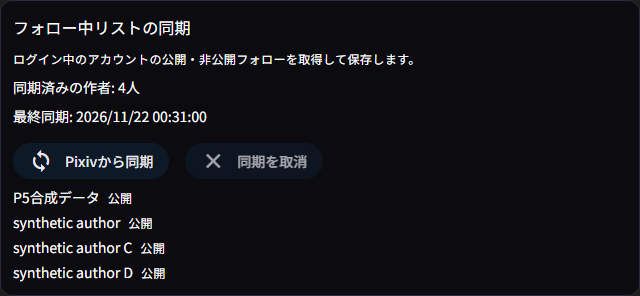 フォロー中リストの同期
ログイン中のアカウントの公開・非公開フォローを取得して保存します。
同期済みの作者: 4人
最終同期: 2026/11/22 00:31:00
Pixivから同期 同期を取消
P5合成データ 公開
synthetic author 公開
synthetic author C 公開
synthetic author D 公開